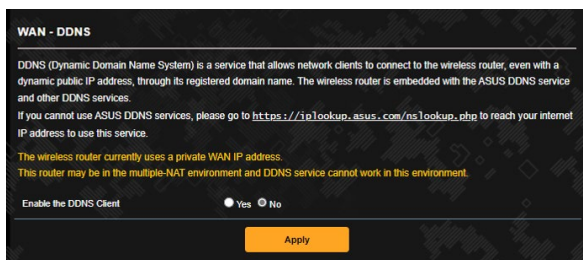 WAN - DDNS
DDNS (Dynamic Domain Name System) is a service that allows network clients to connect to the wireless router, even with a
dynamic public IP address, through its registered domain name. The wireless router is embedded with the ASUS DDNS service
and other DDNS services.
If you cannot use ASUS DDNS services, please go to https://iplookup.asus.com/nslookup.php to reach your internet
IP address to use this service.
The wireless router currently uses a private WAN IP address.
This router may be in the multiple-NAT environment and DDNS service cannot work in this environment.
Enable the DDNS Client Yes No
Apply